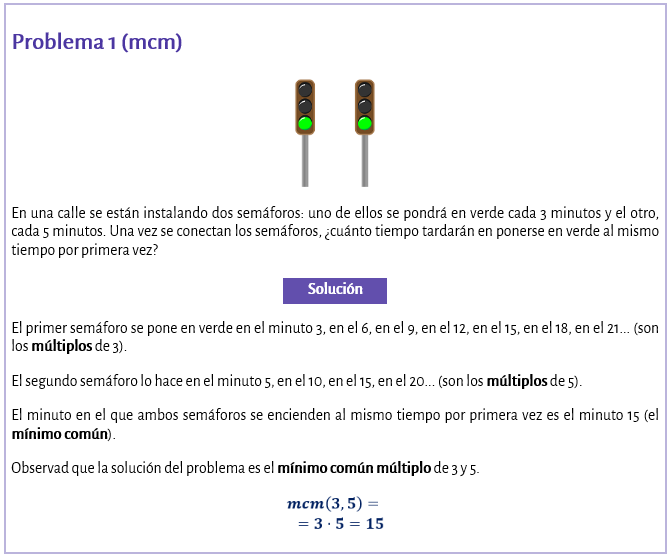 Problema 1 (mcm)
En una calle se están instalando dos semáforos: uno de ellos se pondrá en verde cada 3 minutos y el otro,
cada 5 minutos. Una vez se conectan los semáforos, ¿cuánto tiempo tardarán en ponerse en verde al mismo
tiempo por primera vez?
Solución
El primer semáforo se pone en verde en el minuto 3, en el 6, en el 9, en el 12, en el 15, en el 18, en el 21... (son
los múltiplos de 3).
El segundo semáforo lo hace en el minuto 5, en el 10, en el 15, en el 20... (son los múltiplos de 5).
El minuto en el que ambos semáforos se encienden al mismo tiempo por primera vez es el minuto 15 (el
mínimo común).
Observad que la solución del problema es el mínimo común múltiplo de 3 y 5.
mcm(3, 5) =
= 3 · 5 = 15